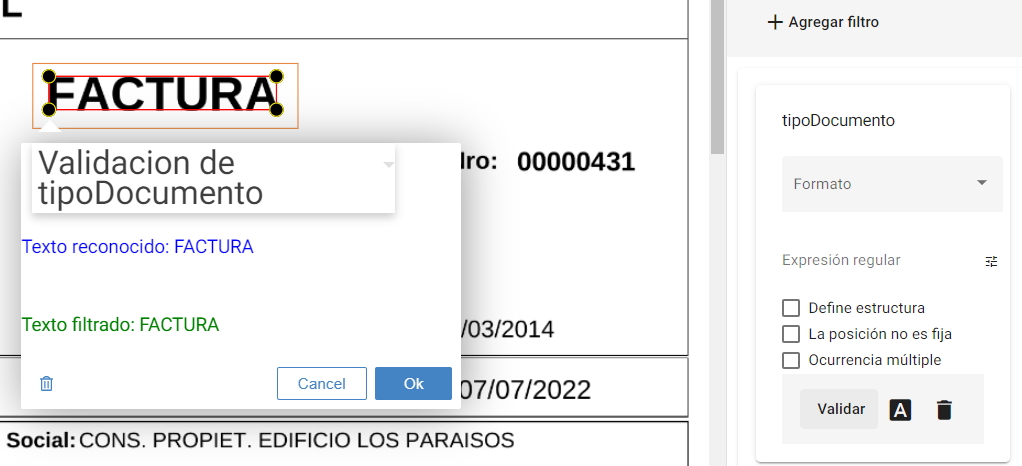 L
FACTURA
Validacion de
tipoDocumento
Texto reconocido: FACTURA
Texto filtrado: FACTURA
Cancel
Ok
ro: 00000431
/03/2014
07/07/2022
Social: CONS. PROPIET. EDIFICIO LOS PARAISOS
Agregar filtro
tipoDocumento
Formato
Expresión regular
Define estructura
La posición no es fija
Ocurrencia múltiple
Validar
A